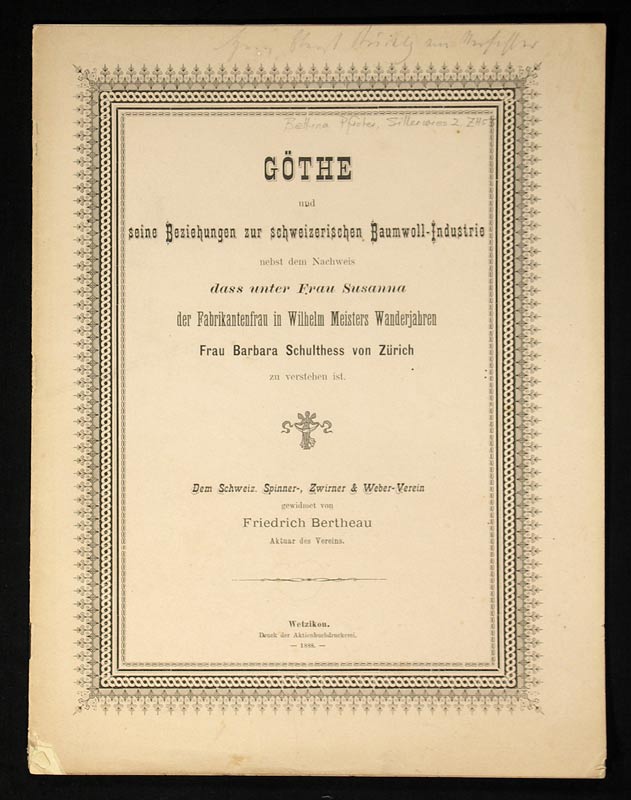 Bettina Pfister,
GÖTHE
und
seine Beziehungen zur schweizerischen Baumwoll-Industrie
nebst dem Nachweis
dass unter Frau Susanna
der Fabrikantenfrau in Wilhelm Meisters Wanderjahren
Frau Barbara Schulthess von Zürich
zu verstehen ist.
Dem Schweiz. Spinner-, Zwirner & Weber-Verein
gewidmet von
Friedrich Bertheau
Aktuar des Vereins.
Wetzikon.
Druck der Aktienbuchdruckerei.
— 1888. —